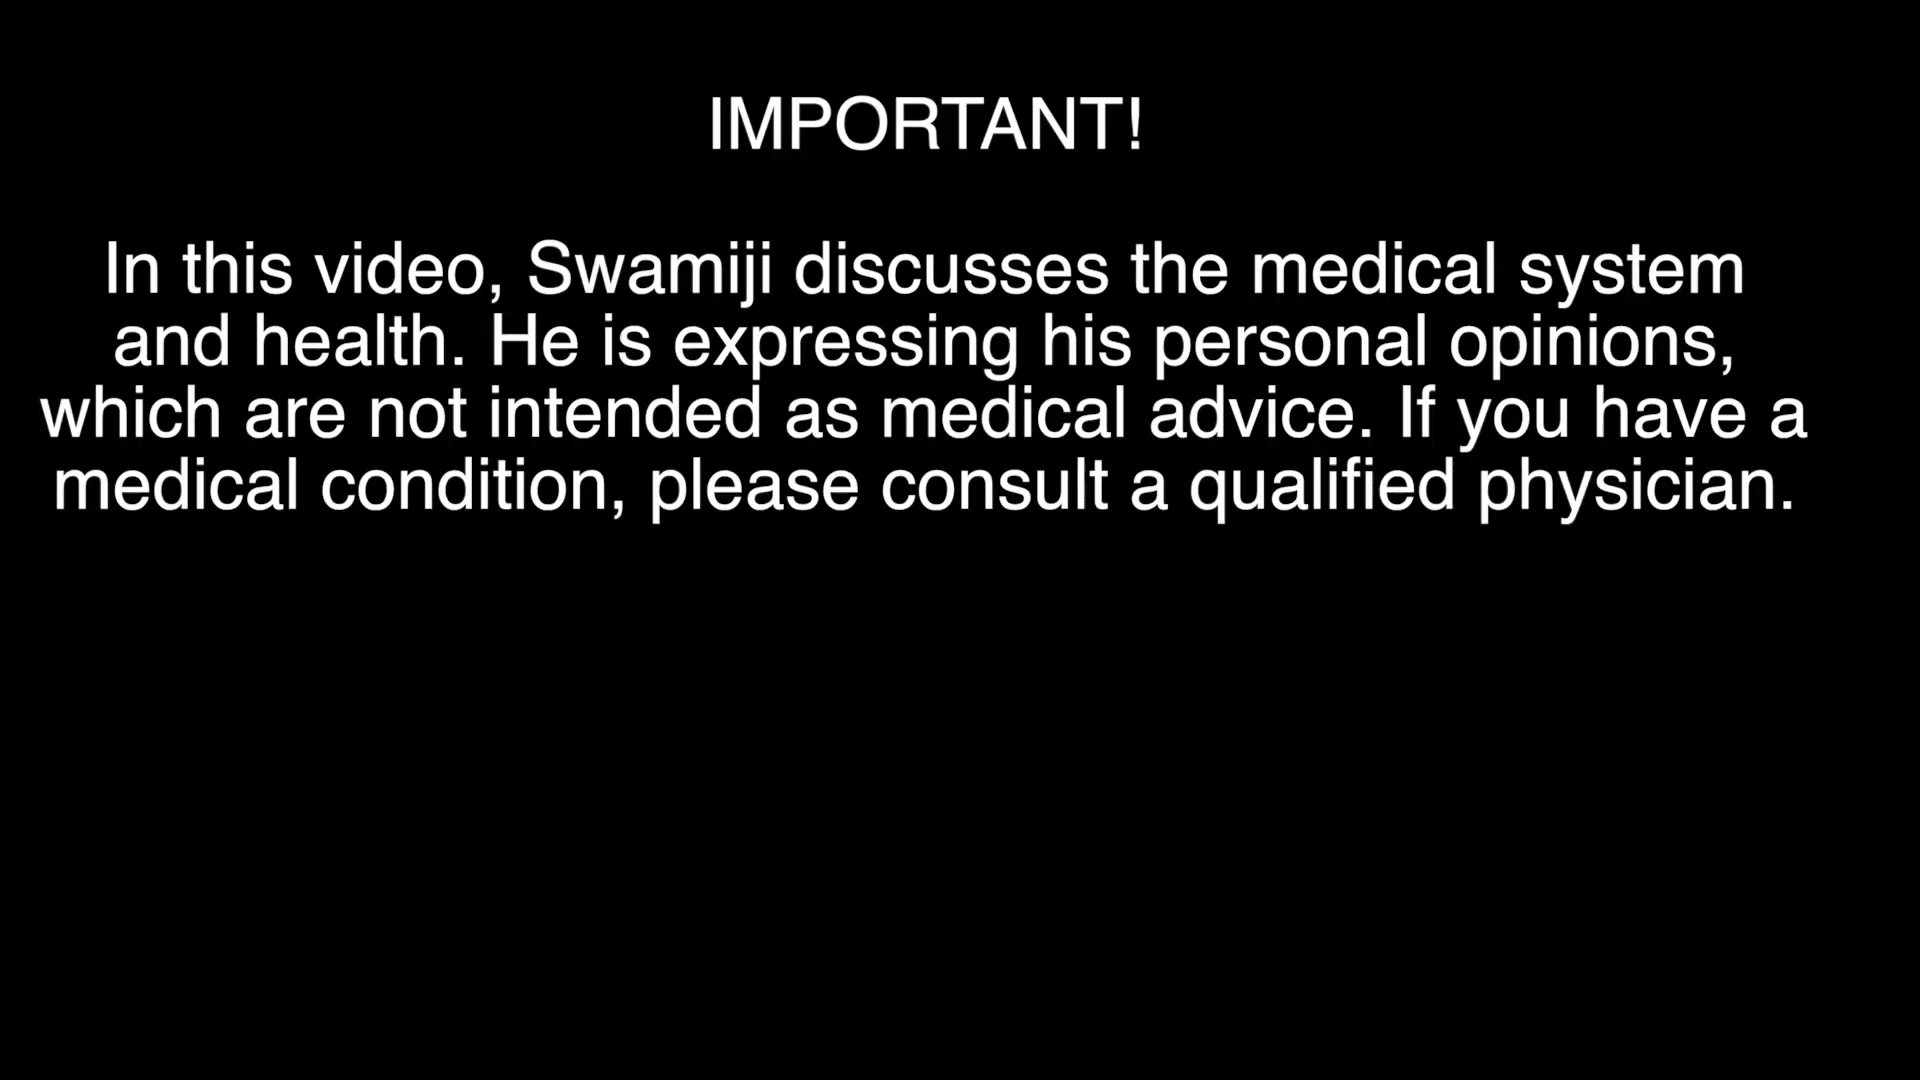 IMPORTANT!
In this video, Swamiji discusses the medical system
and health. He is expressing his personal opinions,
which are not intended as medical advice. If you have a
medical condition, please consult a qualified physician.